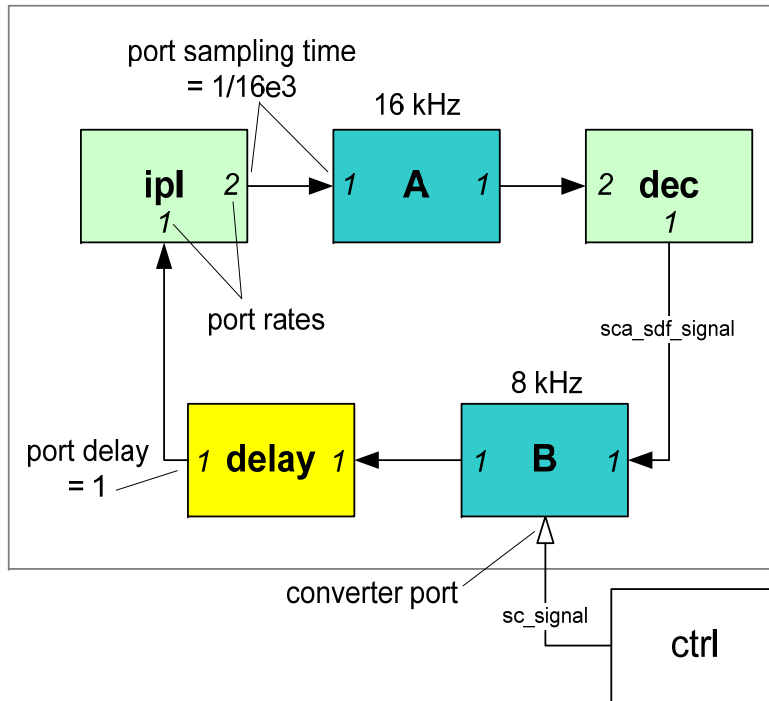 port sampling time
= 1/16e3
16 kHz
ipl
2
1
1
A
1
2
dec
1
port rates
sca_sdf_signal
8 kHz
port delay
= 1
1
delay
1
1
B
1
converter port
sc_signal
ctrl